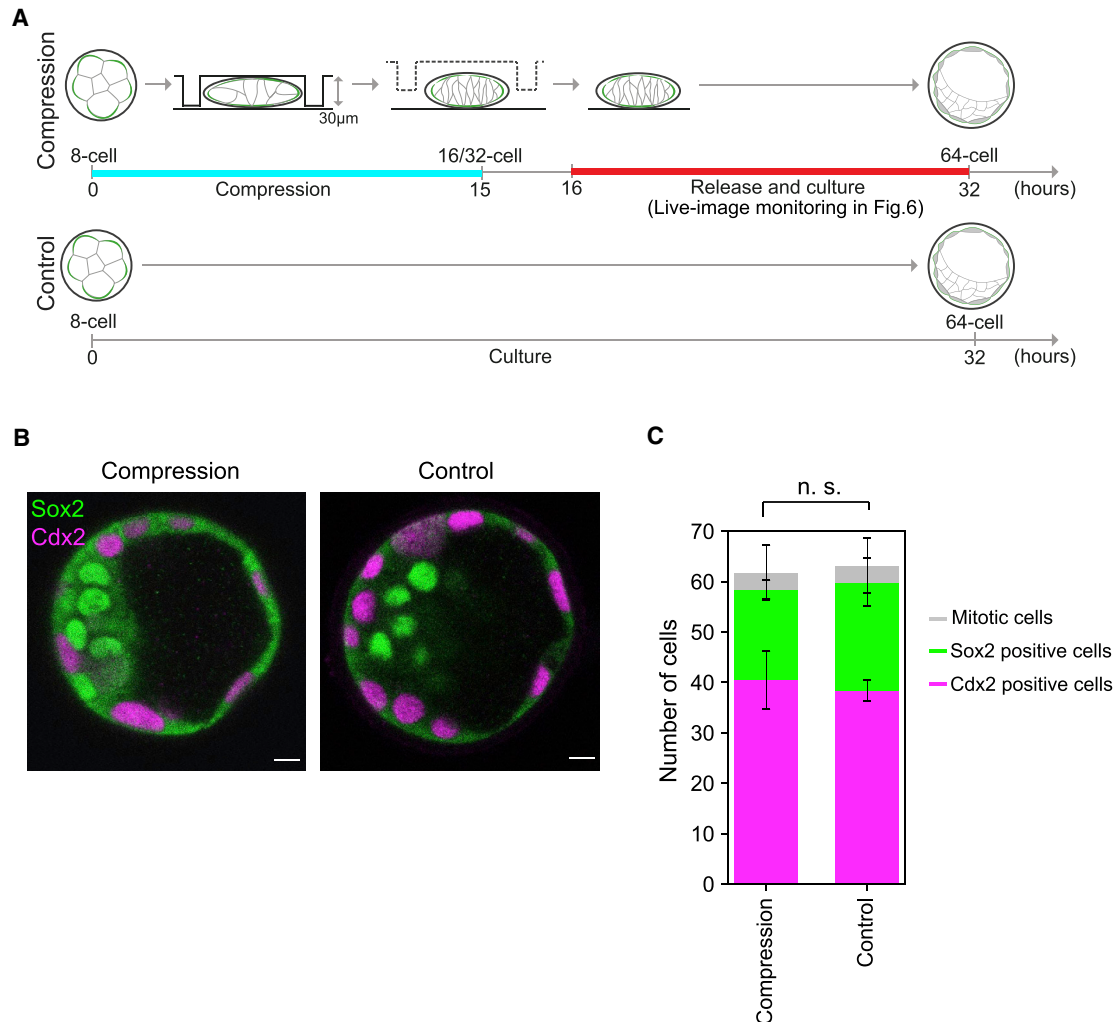 A
Compression
30µm
8-cell
16/32-cell
64-cell
0
Compression
15
16
Release and culture
32
(hours)
(Live-image monitoring in Fig.6)
Control
8-cell
64-cell
0
Culture
32
(hours)
B
Compression
Control
Sox2
Cdx2
C
n. s.
70
60
50
40
30
20
10
0
Number of cells
Mitotic cells
Sox2 positive cells
Cdx2 positive cells
Compression
Control